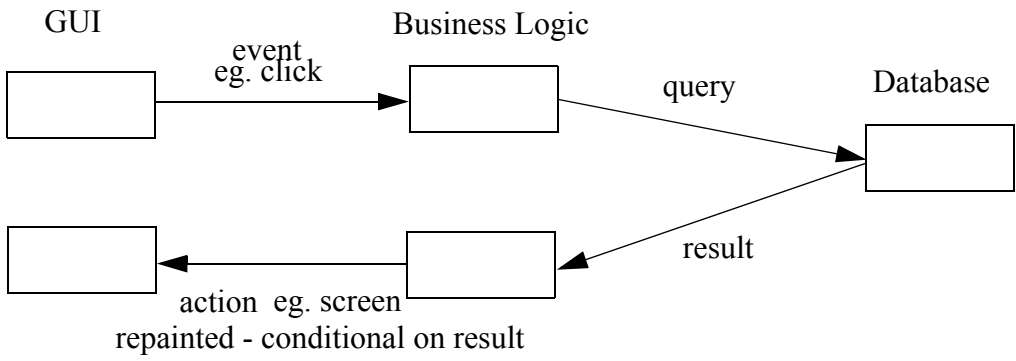 GUI
Business Logic
event
eg. click
query
Database
result
action eg. screen
repainted - conditional on result